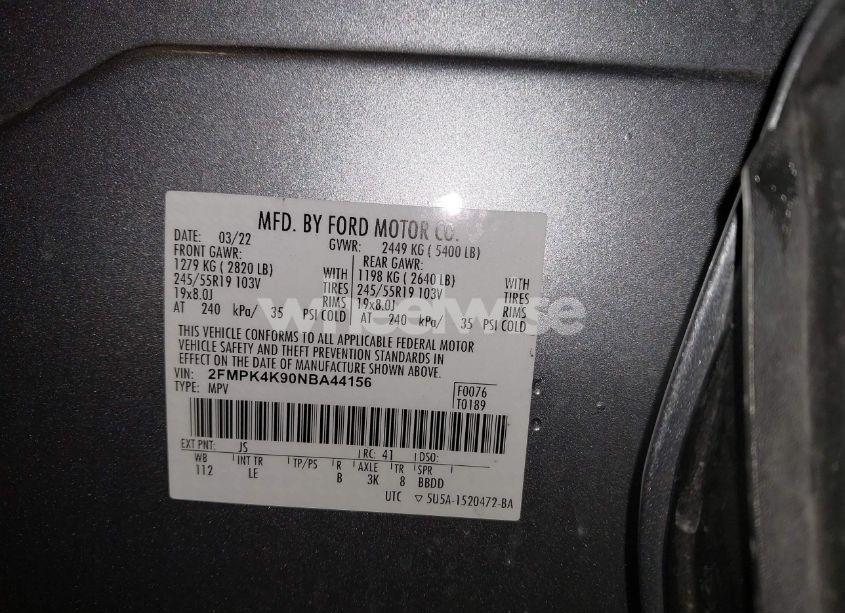 MFD. BY FORD MOTOR CO.
DATE: 03/22 GVWR: 2449 KG ( 5400 LB)
FRONT GAWR: REAR GAWR:
1279 KG ( 2820 LB) WITH 1198 KG ( 2640 LB) WITH
245/55R19 103V TIRES 245/55R19 103V TIRES
19x8.0J RIMS 19x8.0J RIMS
AT 240 kPa/ 35 PSI COLD AT 240 kPa/ 35 PSI COLD
THIS VEHICLE CONFORMS TO ALL APPLICABLE FEDERAL MOTOR
VEHICLE SAFETY AND THEFT PREVENTION STANDARDS IN
EFFECT ON THE DATE OF MANUFACTURE SHOWN ABOVE.
VIN: 2FMPK4K90NBA44156
TYPE: MPV
F0076
T0189
EXT PNT: JS RC: 41 DSO:
WB INT TR TP/PS R AXLE TR SPR
112 LE B 3K 8 BBDD
UTC ▽ 5U5A-1520472-BA
wheelwise